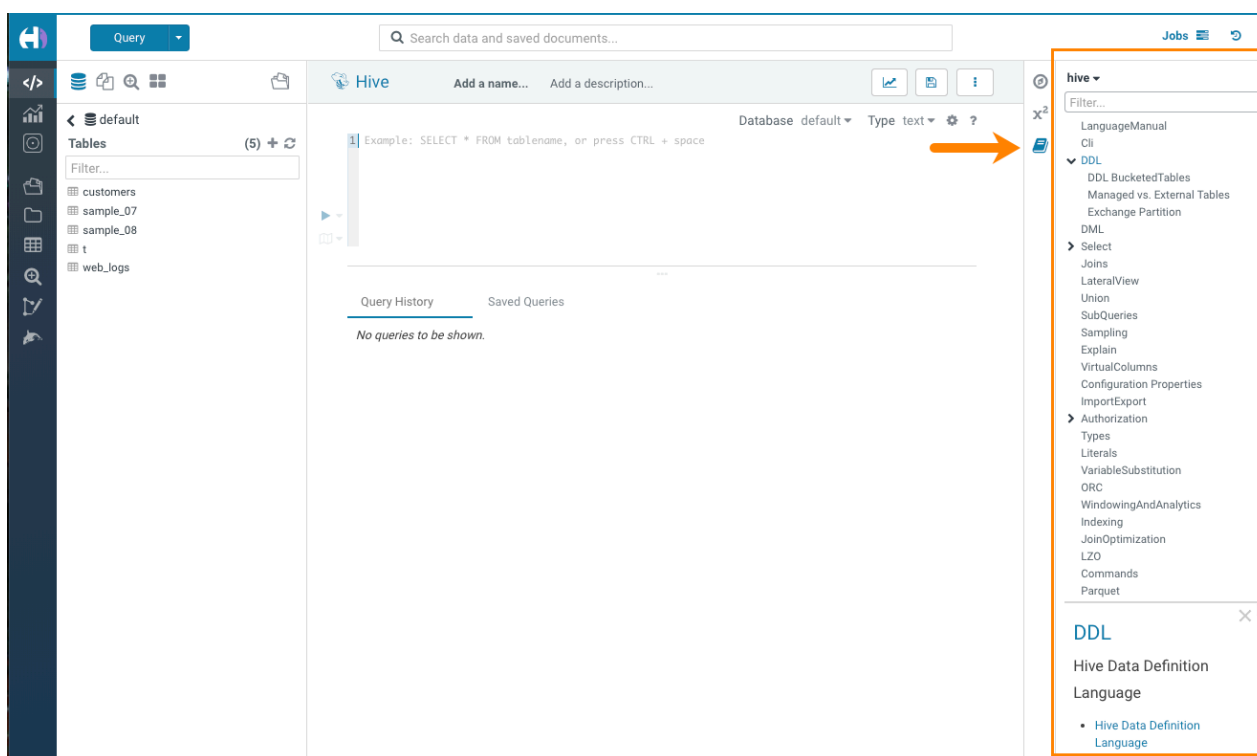 Query
Search data and saved documents...
Jobs
default
Tables
(5)
Filter...
customers
sample_07
sample_08
t
web_logs
Hive
Add a name...
Add a description...
Database default
Type text
?
1
Example: SELECT * FROM tablename, or press CTRL + space
Query History
Saved Queries
No queries to be shown.
x²
hive
Filter...
LanguageManual
Cli
DDL
DDL BucketedTables
Managed vs. External Tables
Exchange Partition
DML
Select
Joins
LateralView
Union
SubQueries
Sampling
Explain
VirtualColumns
Configuration Properties
ImportExport
Authorization
Types
Literals
VariableSubstitution
ORC
WindowingAndAnalytics
Indexing
JoinOptimization
LZO
Commands
Parquet
DDL
Hive Data Definition
Language
• Hive Data Definition
Language